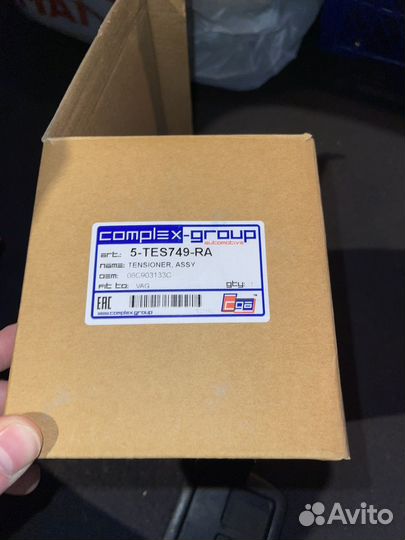 complex-group
automotive
art.: 5-TES749-RA
name: TENSIONER, ASSY
oem: 06C903133C
fit to: VAG qty:
EAC
www.complex.group
cga
Avito